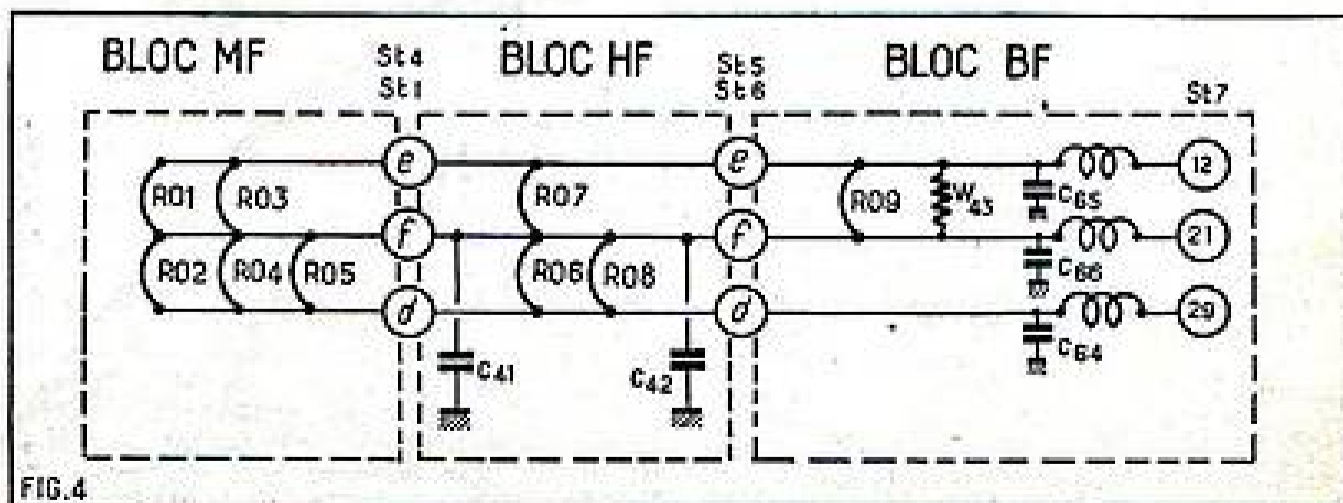 BLOC MF
St4
St1
BLOC HF
St5
St6
BLOC BF
St7
e
e
12
R01
R03
R07
R09
W43
C65
f
f
21
R02
R04
R05
R06
R08
C66
d
d
29
C41
C42
C64
FIG.4